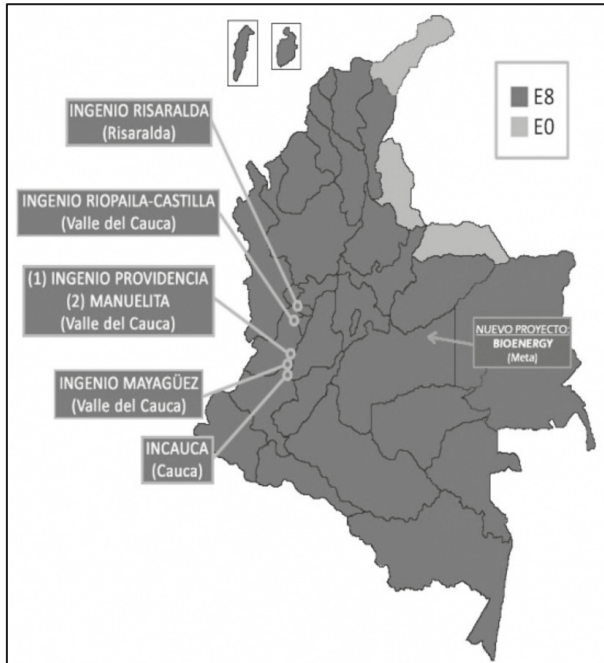 E8
E0
INGENIO RISARALDA
(Risaralda)
INGENIO RIOPAILA-CASTILLA
(Valle del Cauca)
(1) INGENIO PROVIDENCIA
(2) MANUELITA
(Valle del Cauca)
INGENIO MAYAGÜEZ
(Valle del Cauca)
INCAUCA
(Cauca)
NUEVO PROYECTO:
BIOENERGY
(Meta)